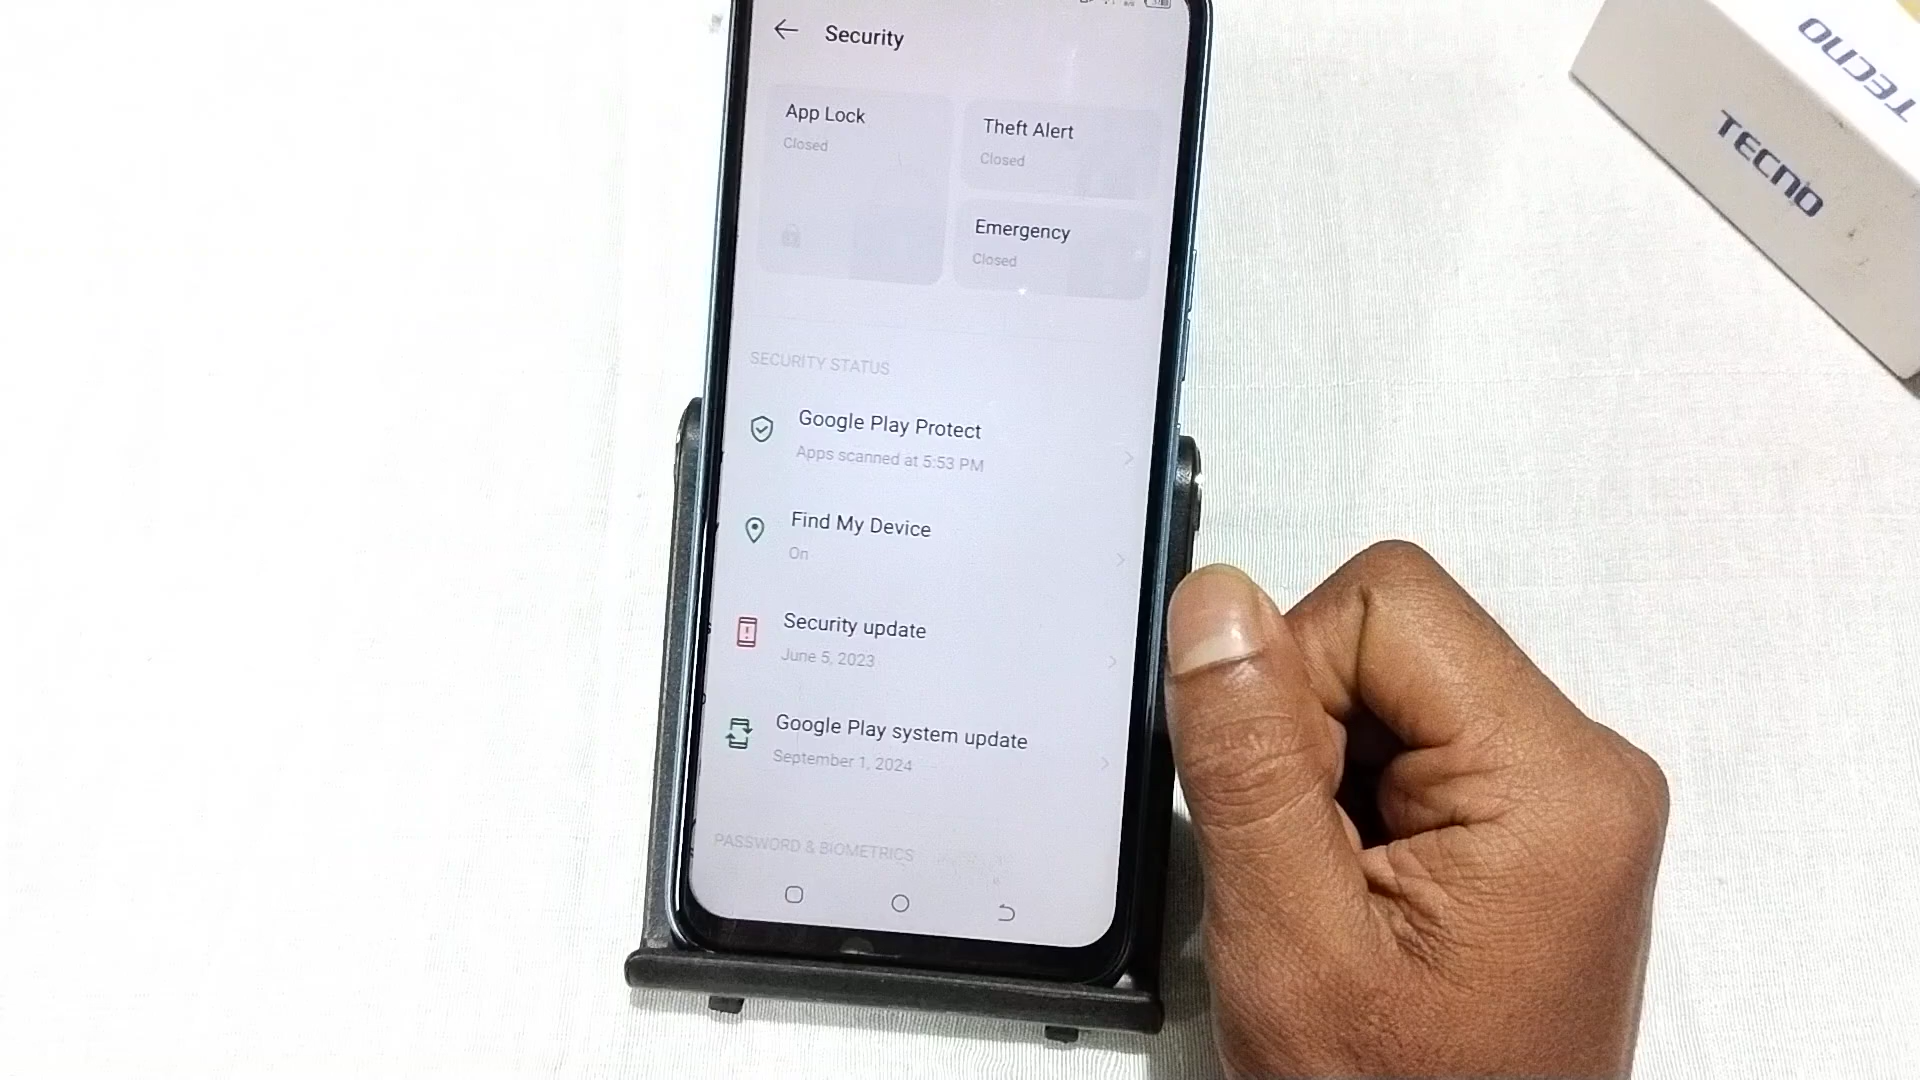 Security
App Lock
Closed
Theft Alert
Closed
Emergency
Closed
SECURITY STATUS
Google Play Protect
Apps scanned at 5:53 PM
Find My Device
On
Security update
June 5, 2023
Google Play system update
September 1, 2024
PASSWORD & BIOMETRICS
TECNO
TECNO